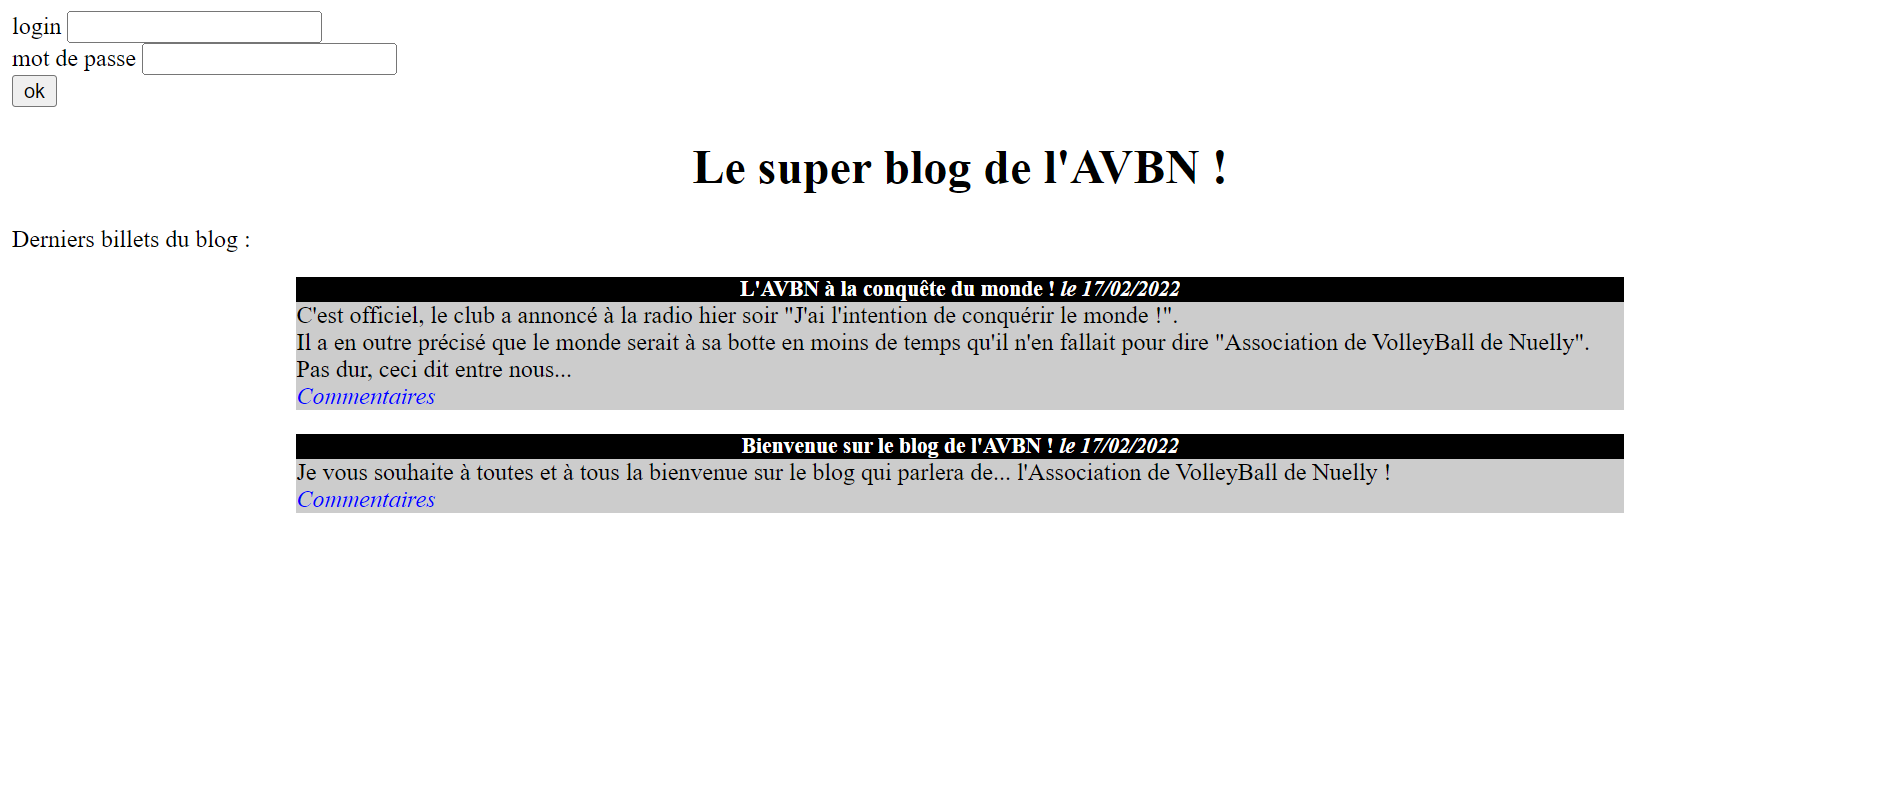 login
mot de passe
ok
Le super blog de l'AVBN !
Derniers billets du blog :
L'AVBN à la conquête du monde ! le 17/02/2022
C'est officiel, le club a annoncé à la radio hier soir "J'ai l'intention de conquérir le monde !".
Il a en outre précisé que le monde serait à sa botte en moins de temps qu'il n'en fallait pour dire "Association de VolleyBall de Nuelly".
Pas dur, ceci dit entre nous...
Commentaires
Bienvenue sur le blog de l'AVBN ! le 17/02/2022
Je vous souhaite à toutes et à tous la bienvenue sur le blog qui parlera de... l'Association de VolleyBall de Nuelly !
Commentaires